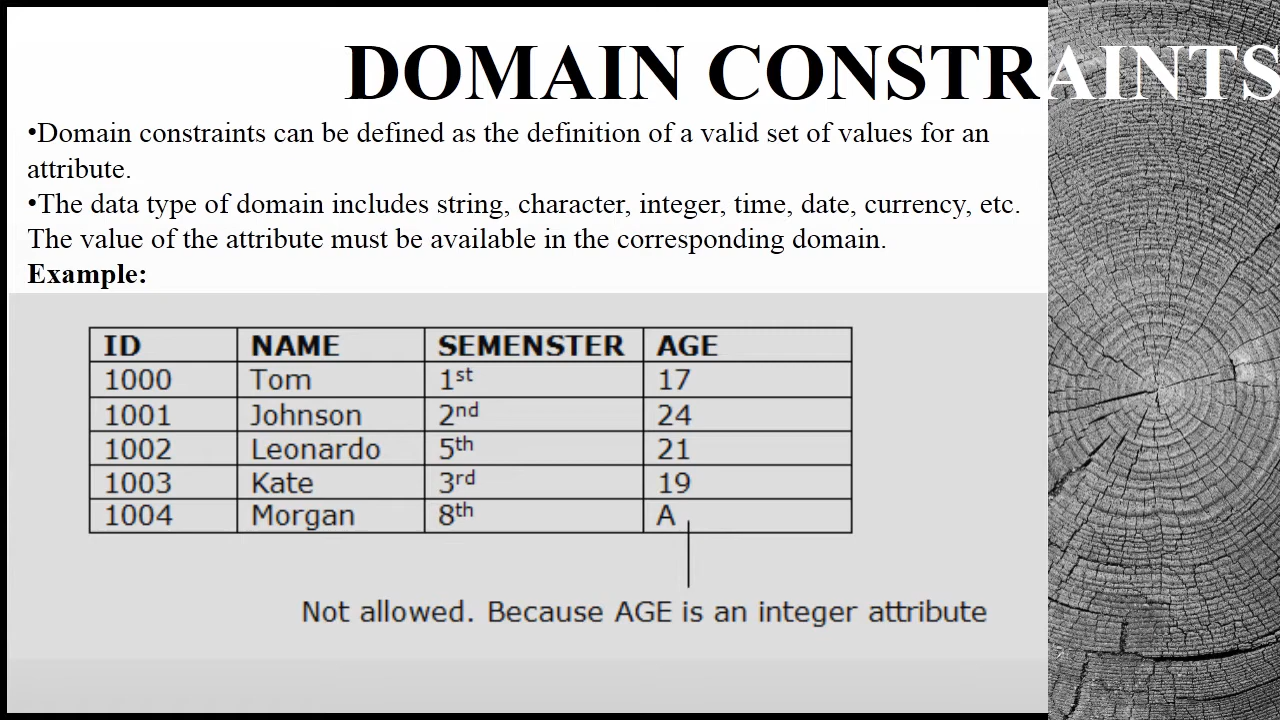 DOMAIN CONSTRAINTS
•Domain constraints can be defined as the definition of a valid set of values for an
attribute.
•The data type of domain includes string, character, integer, time, date, currency, etc.
The value of the attribute must be available in the corresponding domain.
Example:
ID NAME SEMENSTER AGE
1000 Tom 1st 17
1001 Johnson 2nd 24
1002 Leonardo 5th 21
1003 Kate 3rd 19
1004 Morgan 8th A
Not allowed. Because AGE is an integer attribute